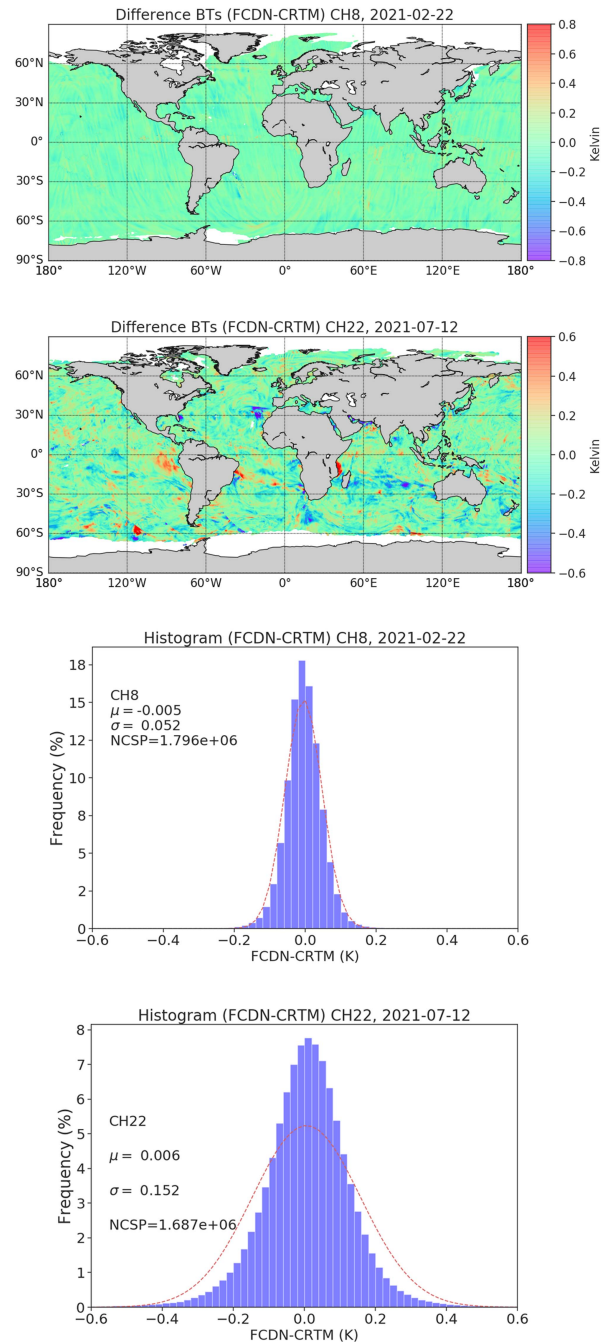 Difference BTs (FCDN-CRTM) CH8, 2021-02-22
60°N
30°N
0°
30°S
60°S
90°S
180° 120°W 60°W 0° 60°E 120°E 180°
0.8
0.6
0.4
0.2
0.0
−0.2
−0.4
−0.6
−0.8
Kelvin
Difference BTs (FCDN-CRTM) CH22, 2021-07-12
60°N
30°N
0°
30°S
60°S
90°S
180° 120°W 60°W 0° 60°E 120°E 180°
0.6
0.4
0.2
0.0
−0.2
−0.4
−0.6
Kelvin
Histogram (FCDN-CRTM) CH8, 2021-02-22
Frequency (%)
18
15
12
10
8
5
2
0
CH8
μ = -0.005
σ = 0.052
NCSP=1.796e+06
−0.6 −0.4 −0.2 0.0 0.2 0.4 0.6
FCDN-CRTM (K)
Histogram (FCDN-CRTM) CH22, 2021-07-12
Frequency (%)
8
7
6
5
4
3
2
1
0
CH22
μ = 0.006
σ = 0.152
NCSP=1.687e+06
−0.6 −0.4 −0.2 0.0 0.2 0.4 0.6
FCDN-CRTM (K)